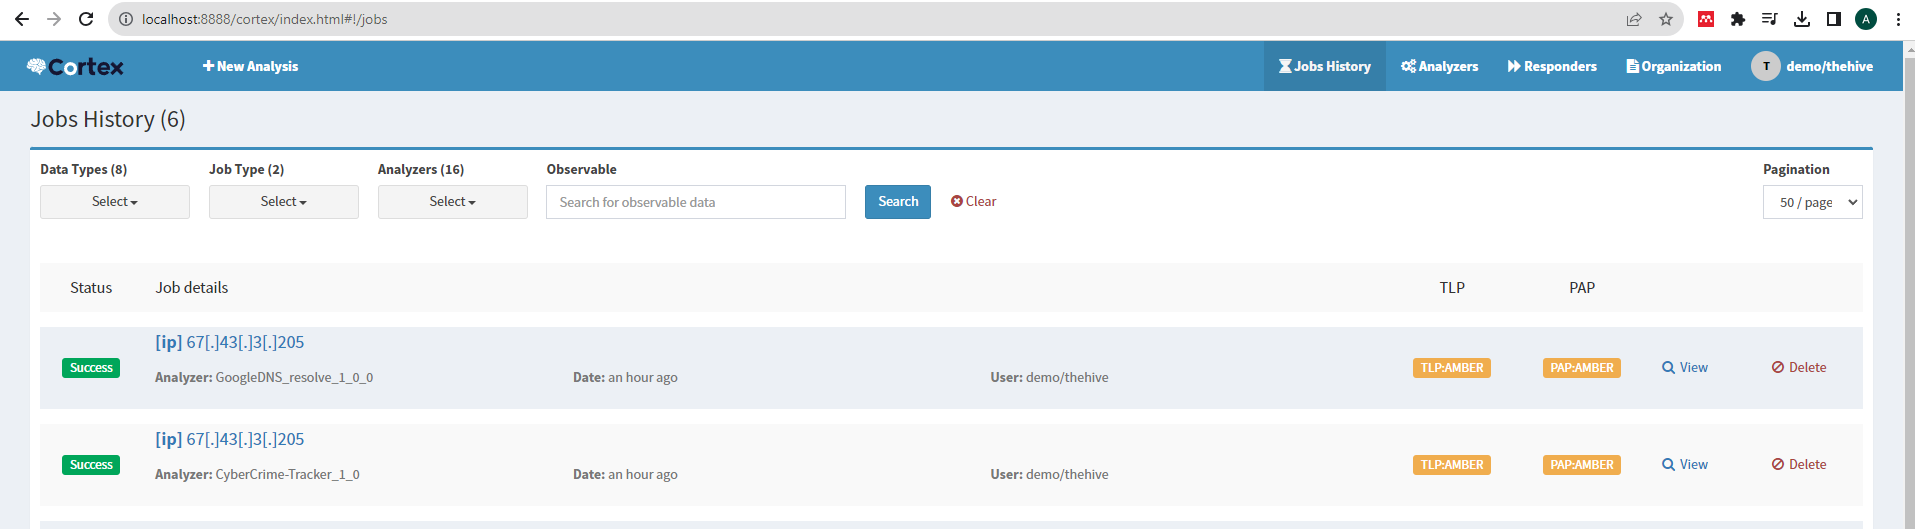 localhost:8888/cortex/index.html#!/jobs A
Cortex New Analysis Jobs History Analyzers Responders Organization T demo/thehive
Jobs History (6)
Data Types (8) Job Type (2) Analyzers (16) Observable Pagination
Select Select Select Search for observable data Search Clear 50 / page
Status Job details TLP PAP
[ip] 67[.]43[.]3[.]205
Success TLP:AMBER PAP:AMBER View Delete
Analyzer: GoogleDNS_resolve_1_0_0 Date: an hour ago User: demo/thehive
[ip] 67[.]43[.]3[.]205
Success TLP:AMBER PAP:AMBER View Delete
Analyzer: CyberCrime-Tracker_1_0 Date: an hour ago User: demo/thehive